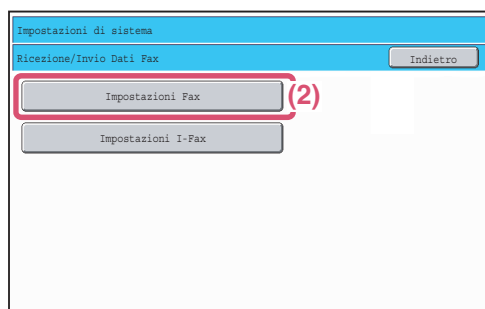 Impostazioni di sistema
Ricezione/Invio Dati Fax Indietro
Impostazioni Fax (2)
Impostazioni I-Fax